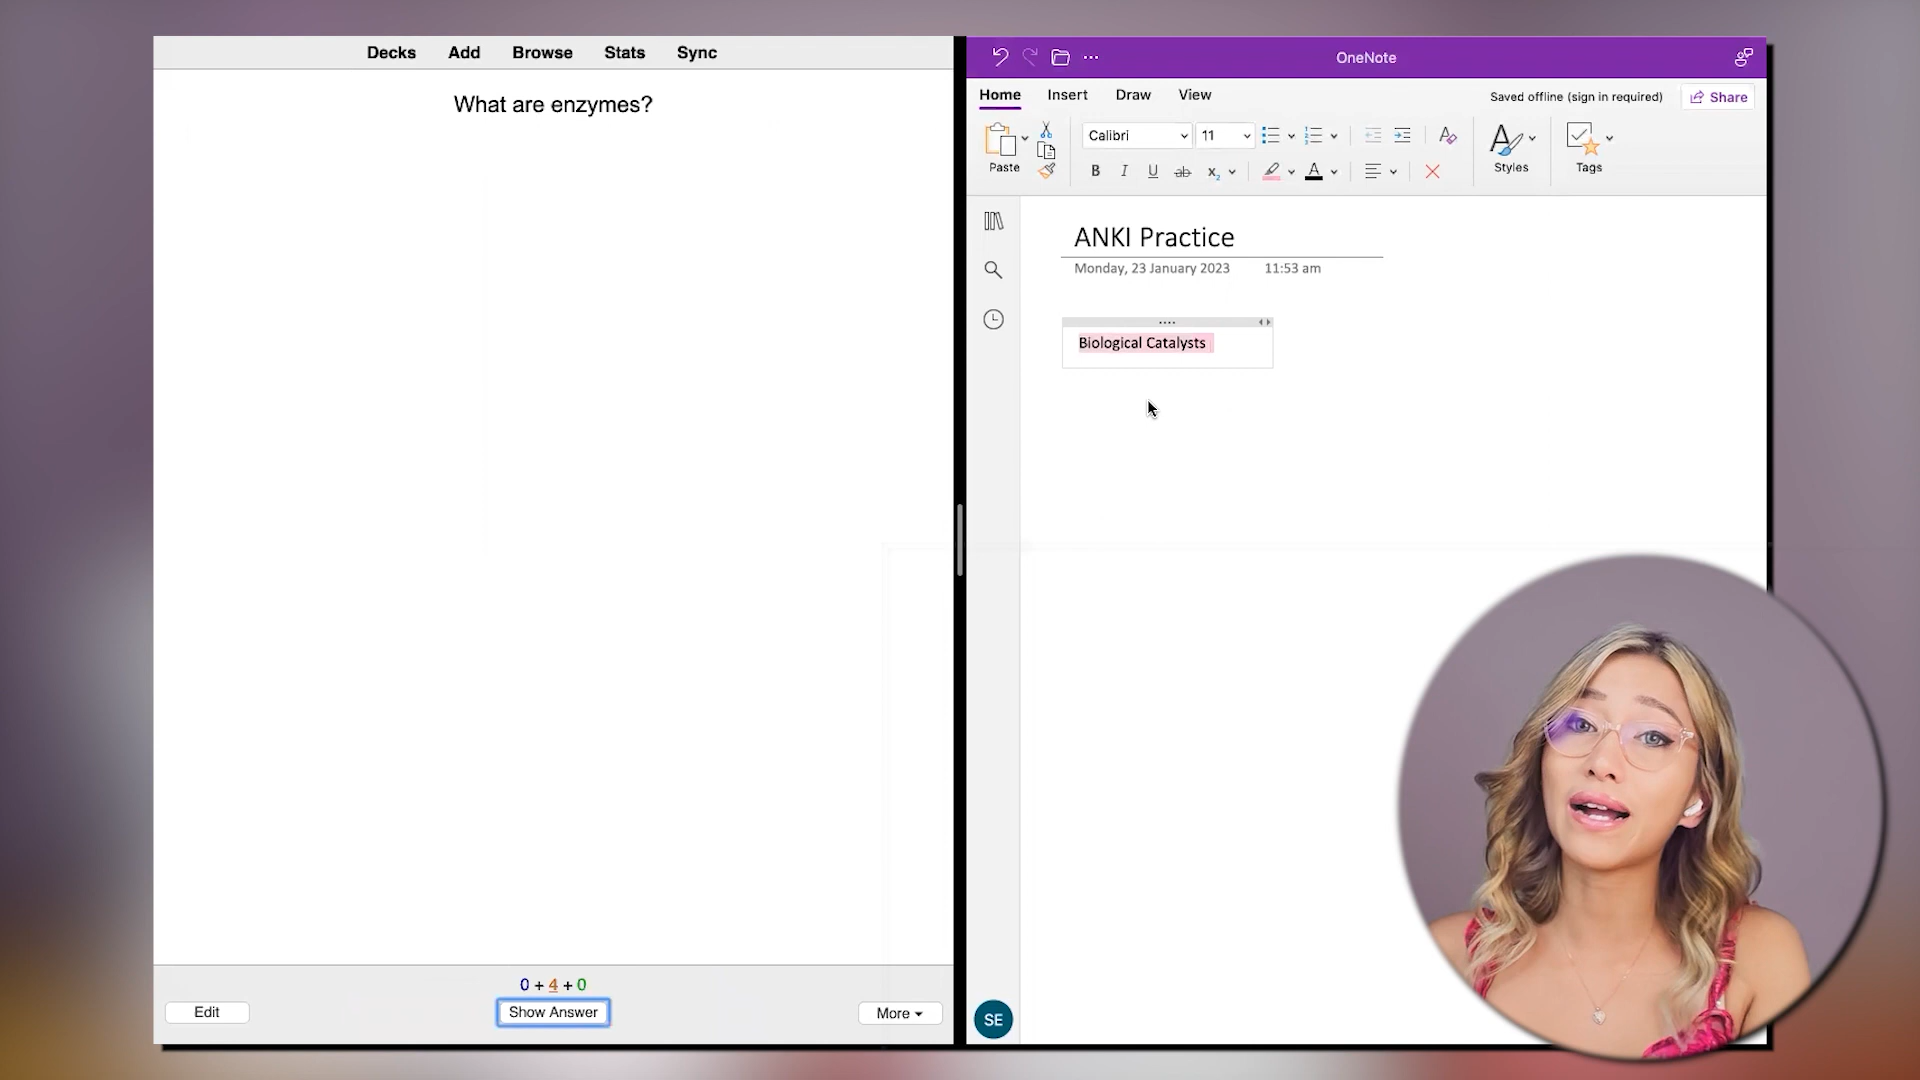 Decks Add Browse Stats Sync
What are enzymes?
0 + 4 + 0
Edit
Show Answer
More
OneNote
Home Insert Draw View
Saved offline (sign in required)
Share
Paste
Calibri
11
B I U ab x₂
A
Styles
Tags
ANKI Practice
Monday, 23 January 2023 11:53 am
Biological Catalysts
SE